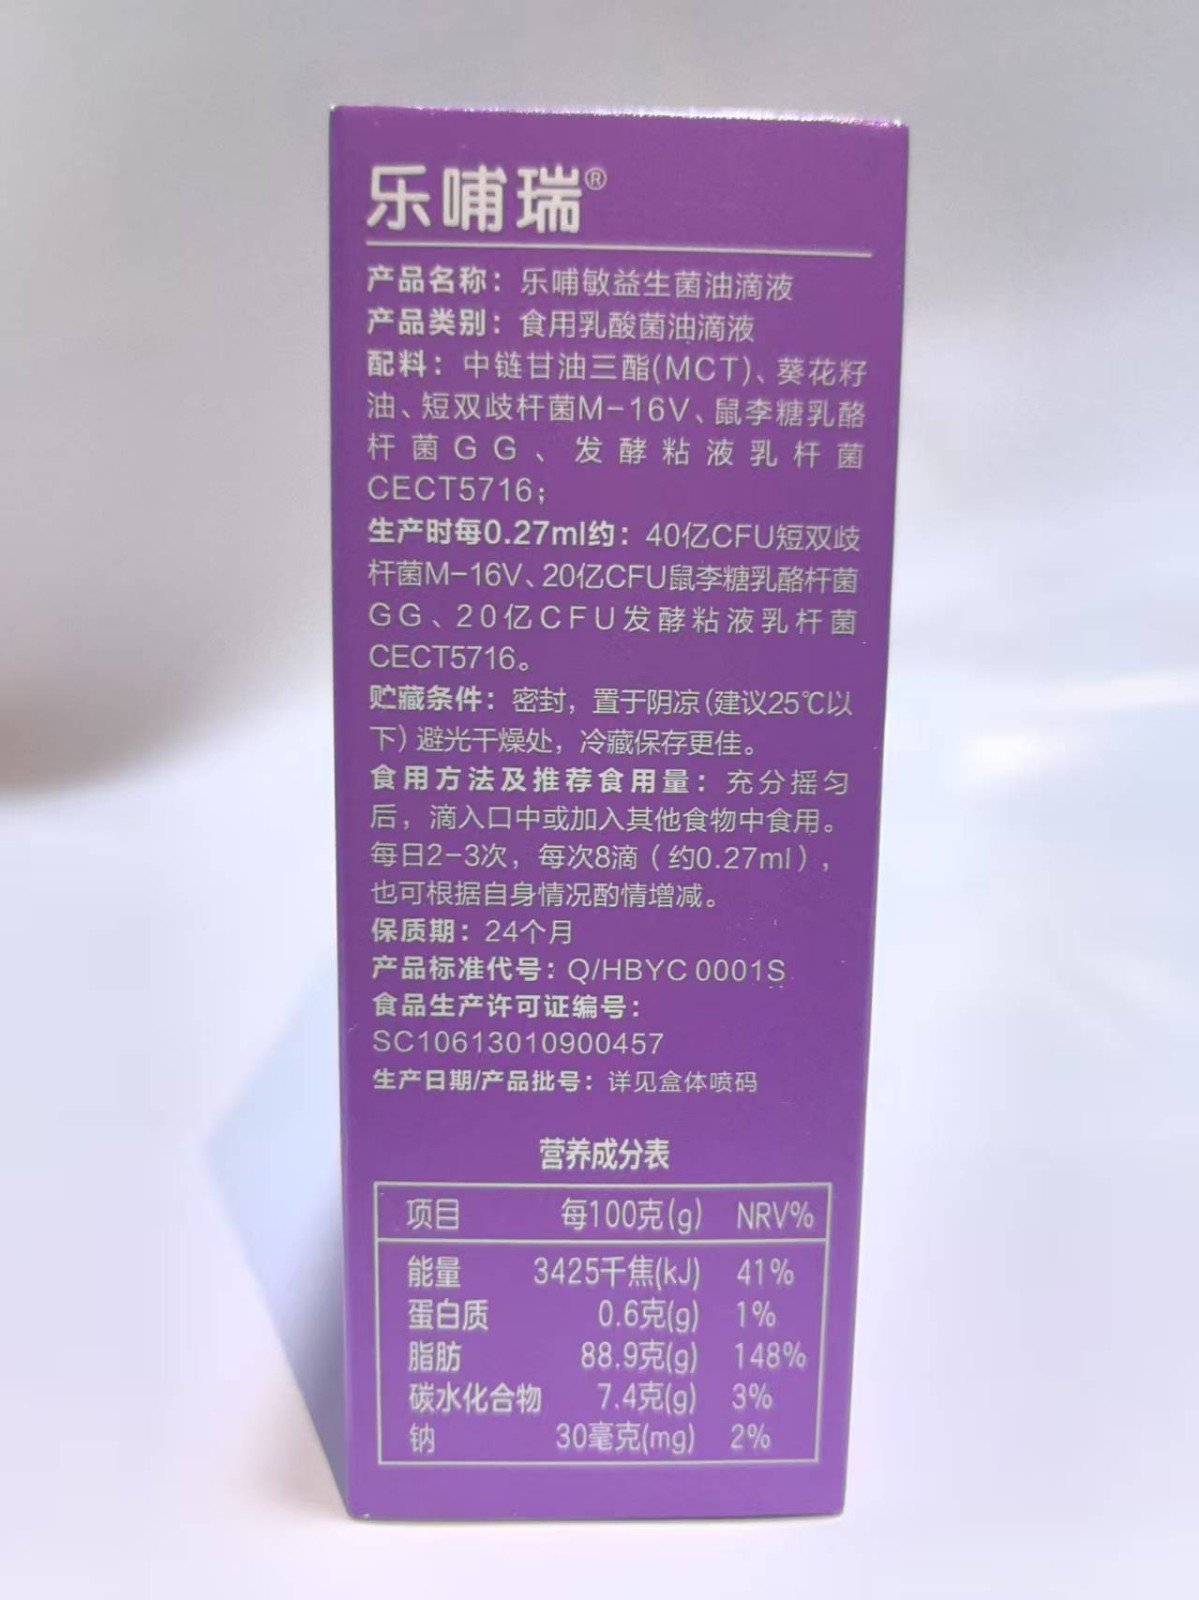 乐哺瑞®
产品名称：乐哺敏益生菌油滴液
产品类别：食用乳酸菌油滴液
配料：中链甘油三酯(MCT)、葵花籽
油、短双歧杆菌M-16V、鼠李糖乳酪
杆菌GG、发酵粘液乳杆菌
CECT5716；
生产时每0.27ml约：40亿CFU短双歧
杆菌M-16V、20亿CFU鼠李糖乳酪杆菌
GG、20亿CFU发酵粘液乳杆菌
CECT5716。
贮藏条件：密封，置于阴凉(建议25℃以
下)避光干燥处，冷藏保存更佳。
食用方法及推荐食用量：充分摇匀
后，滴入口中或加入其他食物中食用。
每日2-3次，每次8滴（约0.27ml），
也可根据自身情况酌情增减。
保质期：24个月
产品标准代号：Q/HBYC 0001S
食品生产许可证编号：
SC10613010900457
生产日期/产品批号：详见盒体喷码
营养成分表
项目 每100克(g) NRV%
能量 3425千焦(kJ) 41%
蛋白质 0.6克(g) 1%
脂肪 88.9克(g) 148%
碳水化合物 7.4克(g) 3%
钠 30毫克(mg) 2%